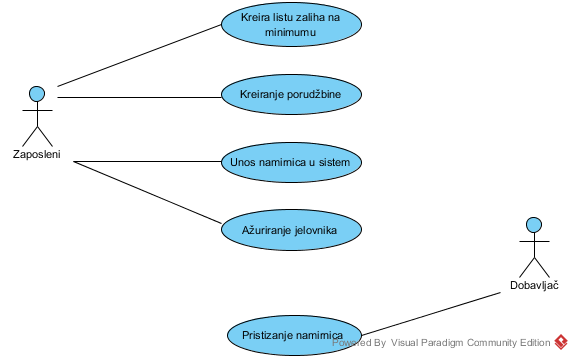 Kreira listu zaliha na
minimumu
Kreiranje porudžbine
Zaposleni
Unos namirnica u sistem
Ažuriranje jelovnika
Dobavljač
Pristizanje namirnica
Powered By Visual Paradigm Community Edition